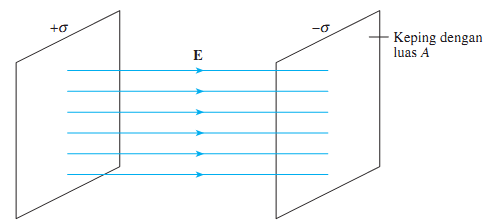 +σ
−σ
E
Keping dengan
luas A